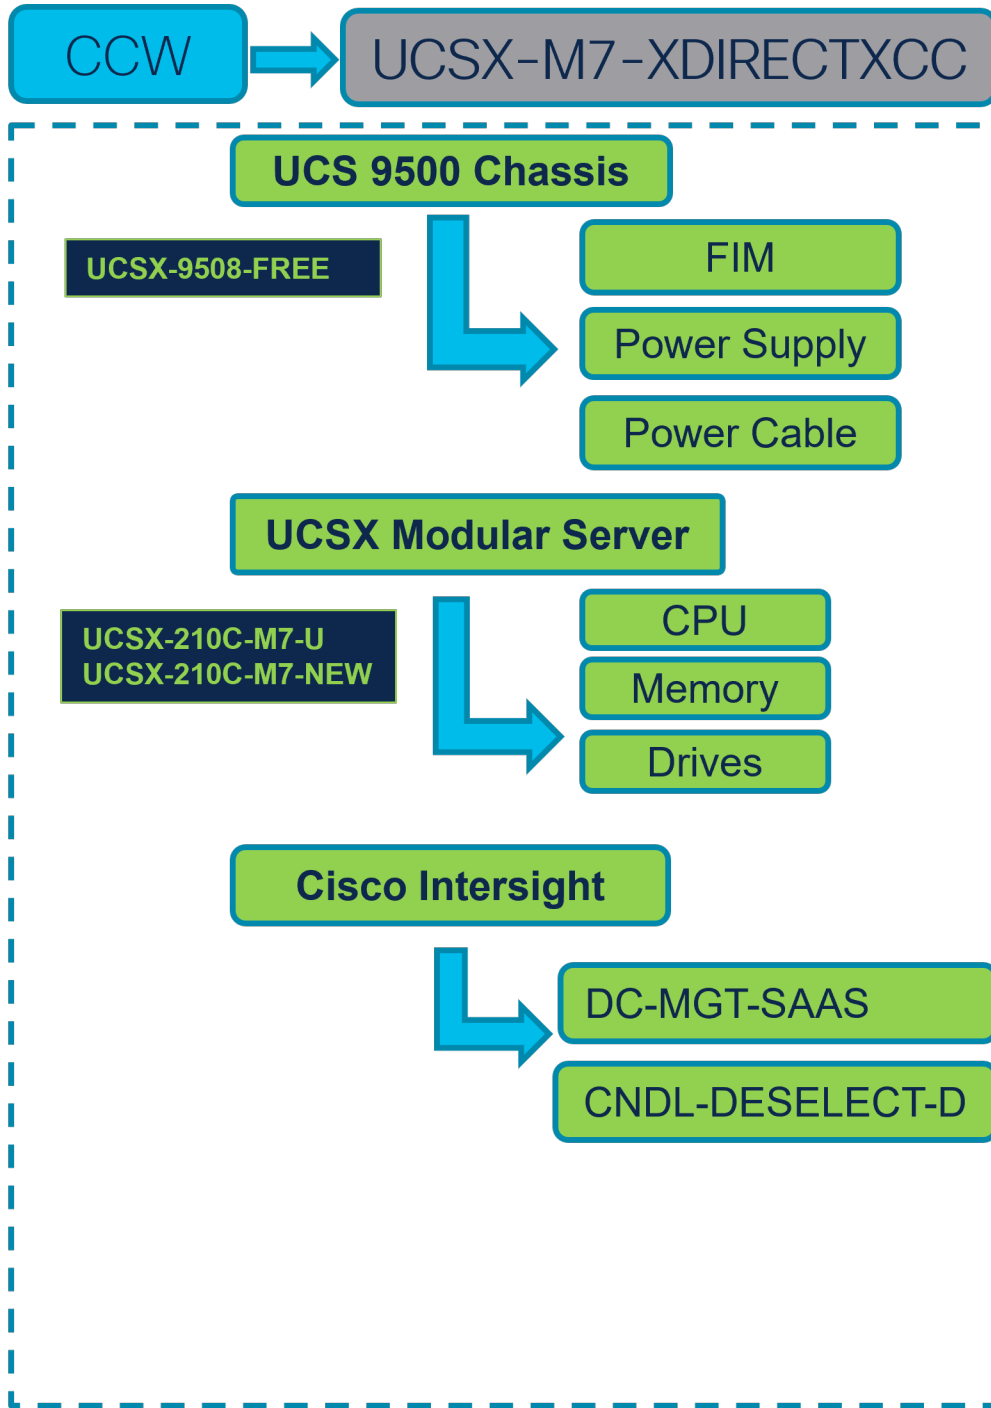 CCW
UCSX-M7-XDIRECTXCC
UCS 9500 Chassis
UCSX-9508-FREE
FIM
Power Supply
Power Cable
UCSX Modular Server
UCSX-210C-M7-U
UCSX-210C-M7-NEW
CPU
Memory
Drives
Cisco Intersight
DC-MGT-SAAS
CNDL-DESELECT-D